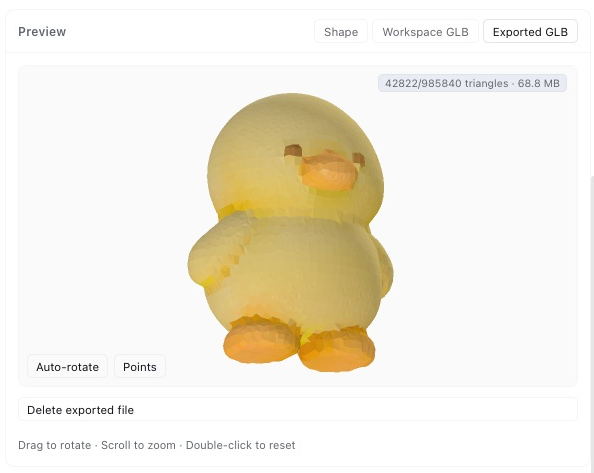 Preview
Shape
Workspace GLB
Exported GLB
42822/985840 triangles · 68.8 MB
Auto-rotate
Points
Delete exported file
Drag to rotate · Scroll to zoom · Double-click to reset